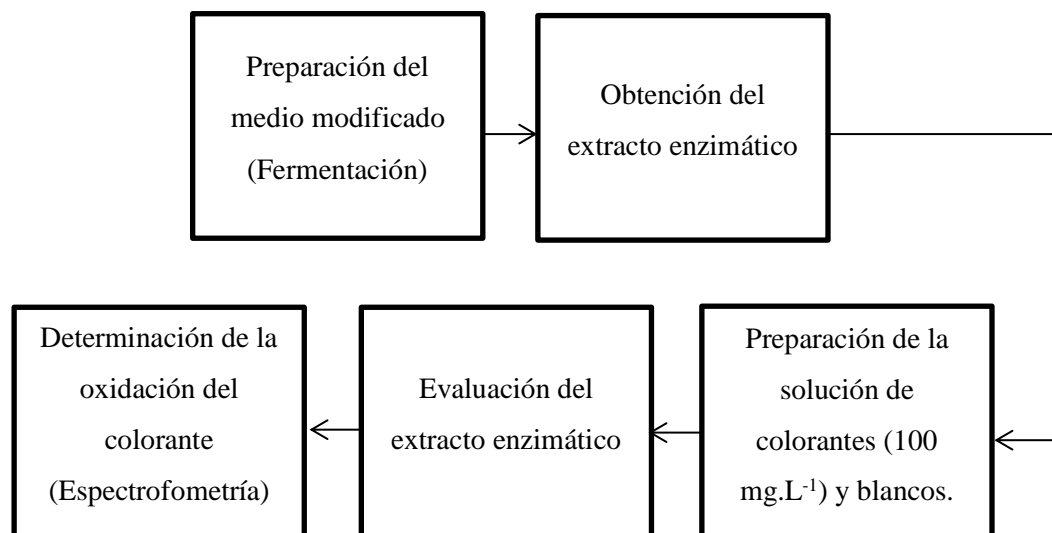 Preparación del
medio modificado
(Fermentación)
Obtención del
extracto enzimático
Preparación de la
solución de
colorantes (100
mg.L⁻¹) y blancos.
Evaluación del
extracto enzimático
Determinación de la
oxidación del
colorante
(Espectrofometría)